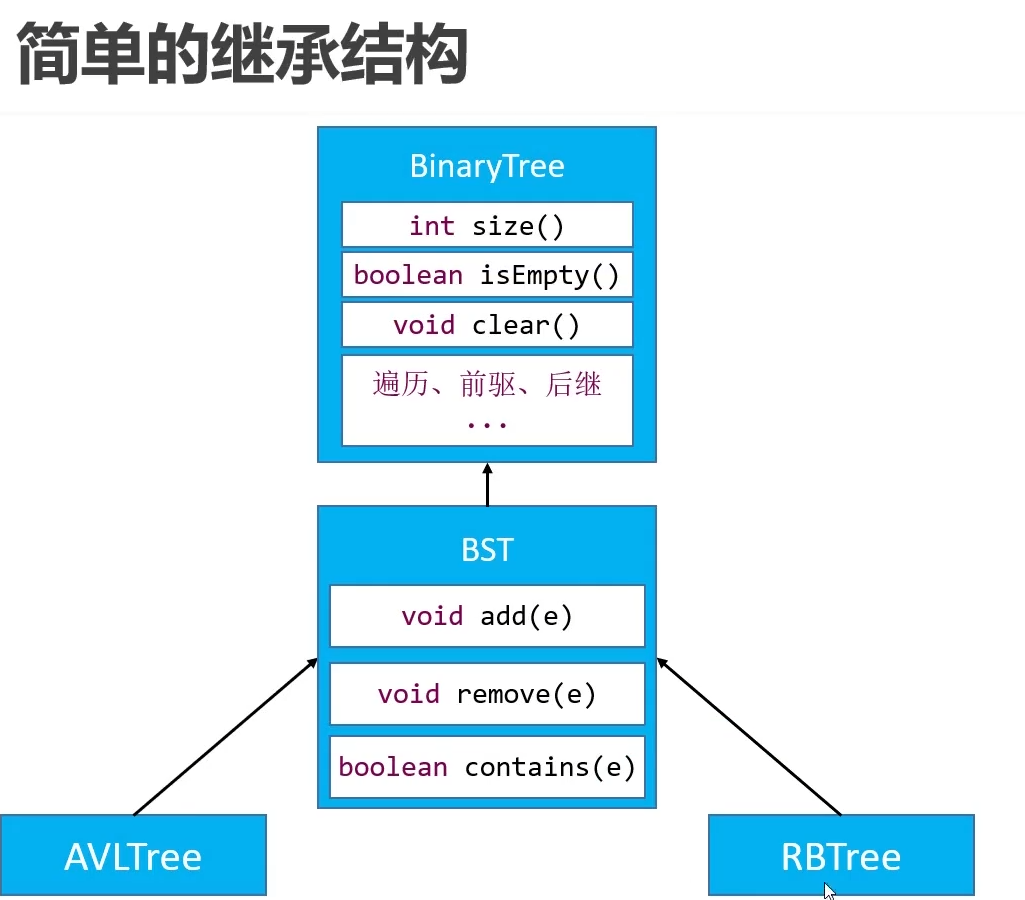 简单的继承结构
BinaryTree
int size()
boolean isEmpty()
void clear()
遍历、前驱、后继
...
BST
void add(e)
void remove(e)
boolean contains(e)
AVLTree
RBTree